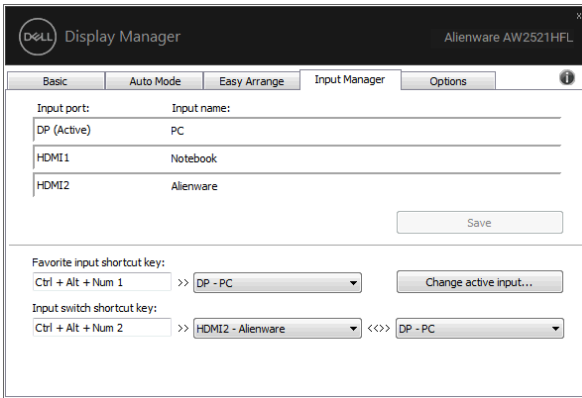 DELL Display Manager Alienware AW2521HFL
x
Basic Auto Mode Easy Arrange Input Manager Options i
Input port: Input name:
DP (Active) PC
HDMI1 Notebook
HDMI2 Alienware
Save
Favorite input shortcut key:
Ctrl + Alt + Num 1 >> DP - PC Change active input...
Input switch shortcut key:
Ctrl + Alt + Num 2 >> HDMI2 - Alienware <<>> DP - PC